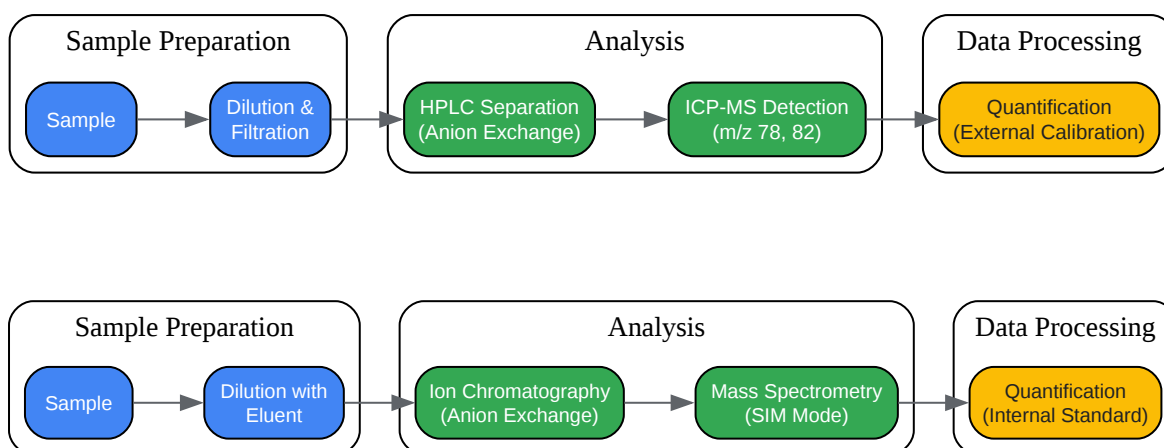 Sample Preparation
Sample
Dilution &
Filtration
Analysis
HPLC Separation
(Anion Exchange)
ICP-MS Detection
(m/z 78, 82)
Data Processing
Quantification
(External Calibration)
Sample Preparation
Sample
Dilution with
Eluent
Analysis
Ion Chromatography
(Anion Exchange)
Mass Spectrometry
(SIM Mode)
Data Processing
Quantification
(Internal Standard)